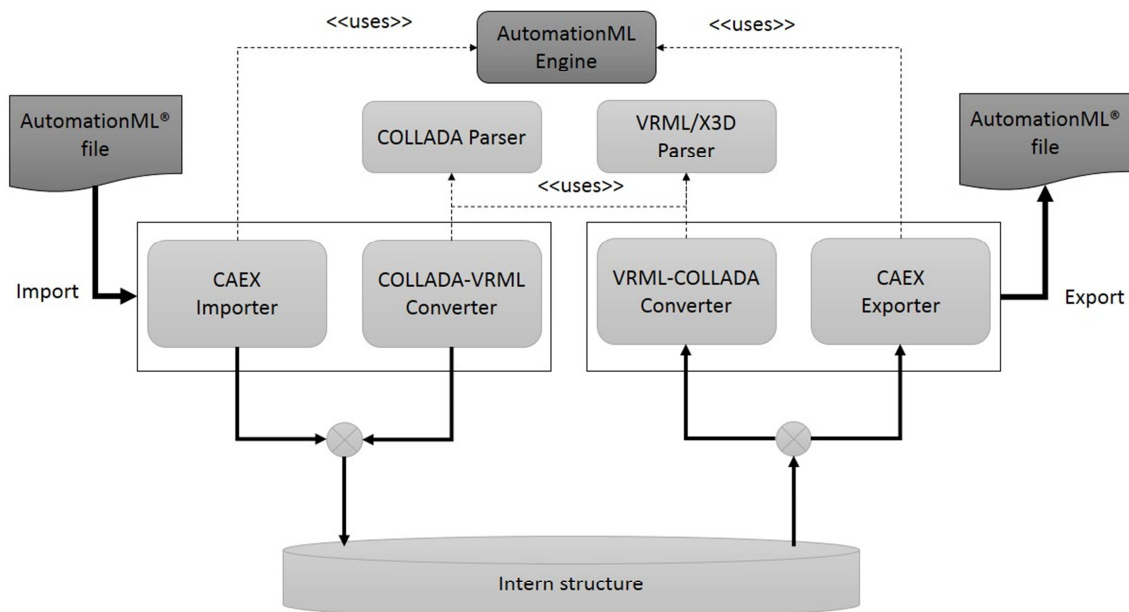 <<uses>>
<<uses>>
AutomationML
Engine
AutomationML®
file
COLLADA Parser
VRML/X3D
Parser
AutomationML®
file
<<uses>>
Import
CAEX
Importer
COLLADA-VRML
Converter
VRML-COLLADA
Converter
CAEX
Exporter
Export
Intern structure